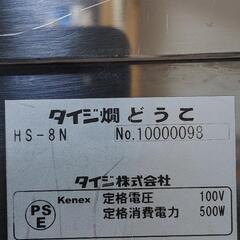 タイジ燗どうこ
HS-8N No.10000098
タイジ株式会社
PSE Kenex 定格電圧 100V
定格消費電力 500W